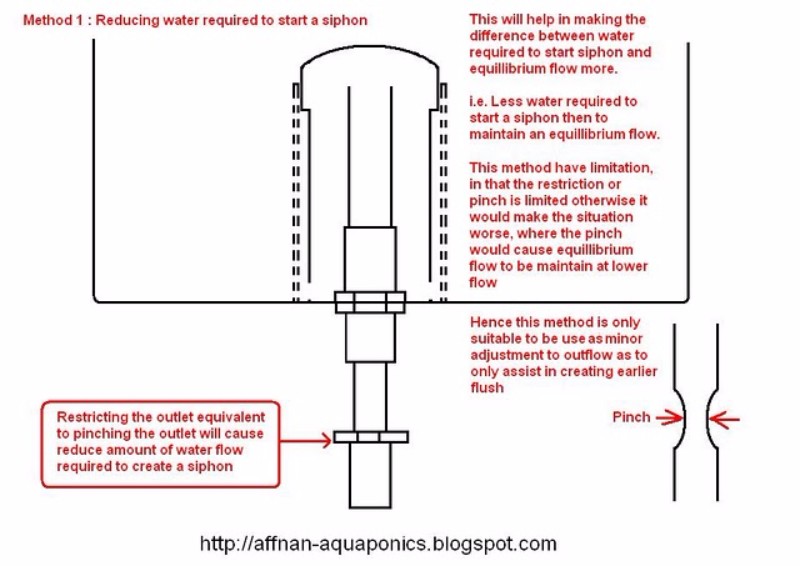 Method 1 : Reducing water required to start a siphon
This will help in making the
difference between water
required to start siphon and
equilibrium flow more.
i.e. Less water required to
start a siphon then to
maintain an equillibrium flow.
This method have limitation,
in that the restriction or
pinch is limited otherwise it
would make the situation
worse, where the pinch
would cause equillibrium
flow to be maintain at lower
flow
Hence this method is only
suitable to be use as minor
adjustment to outflow as to
only assist in creating earlier
flush
Pinch
Restricting the outlet equivalent
to pinching the outlet will cause
reduce amount of water flow
required to create a siphon
http://affnan-aquaponics.blogspot.com